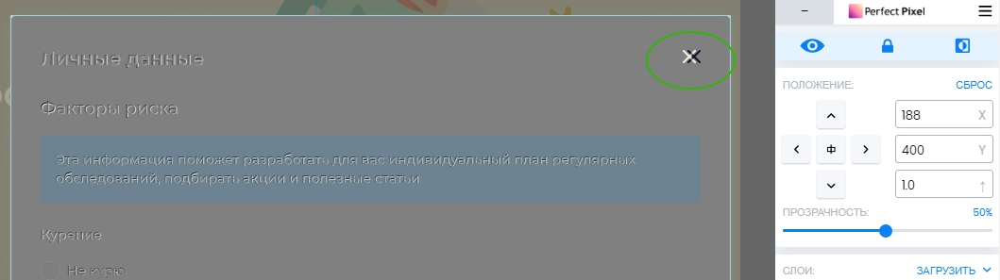 Личные данные
Факторы риска
Эта информация поможет разработать для вас индивидуальный план регулярных
обследований, подбирать акции и полезные статьи
Курение
Не курю
Perfect Pixel
ПОЛОЖЕНИЕ:
СБРОС
188 X
400 Y
1.0
ПРОЗРАЧНОСТЬ:
50%
СЛОИ:
ЗАГРУЗИТЬ